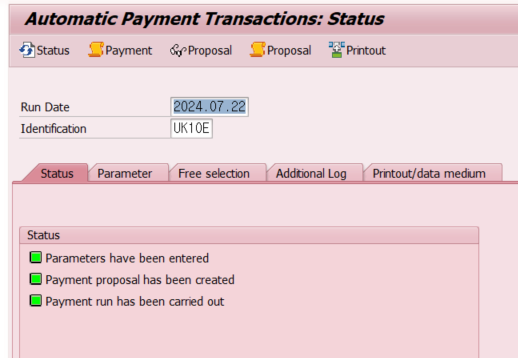 Automatic Payment Transactions: Status
Status Payment Proposal Proposal Printout
Run Date 2024.07.22
Identification UK10E
Status Parameter Free selection Additional Log Printout/data medium
Status
Parameters have been entered
Payment proposal has been created
Payment run has been carried out